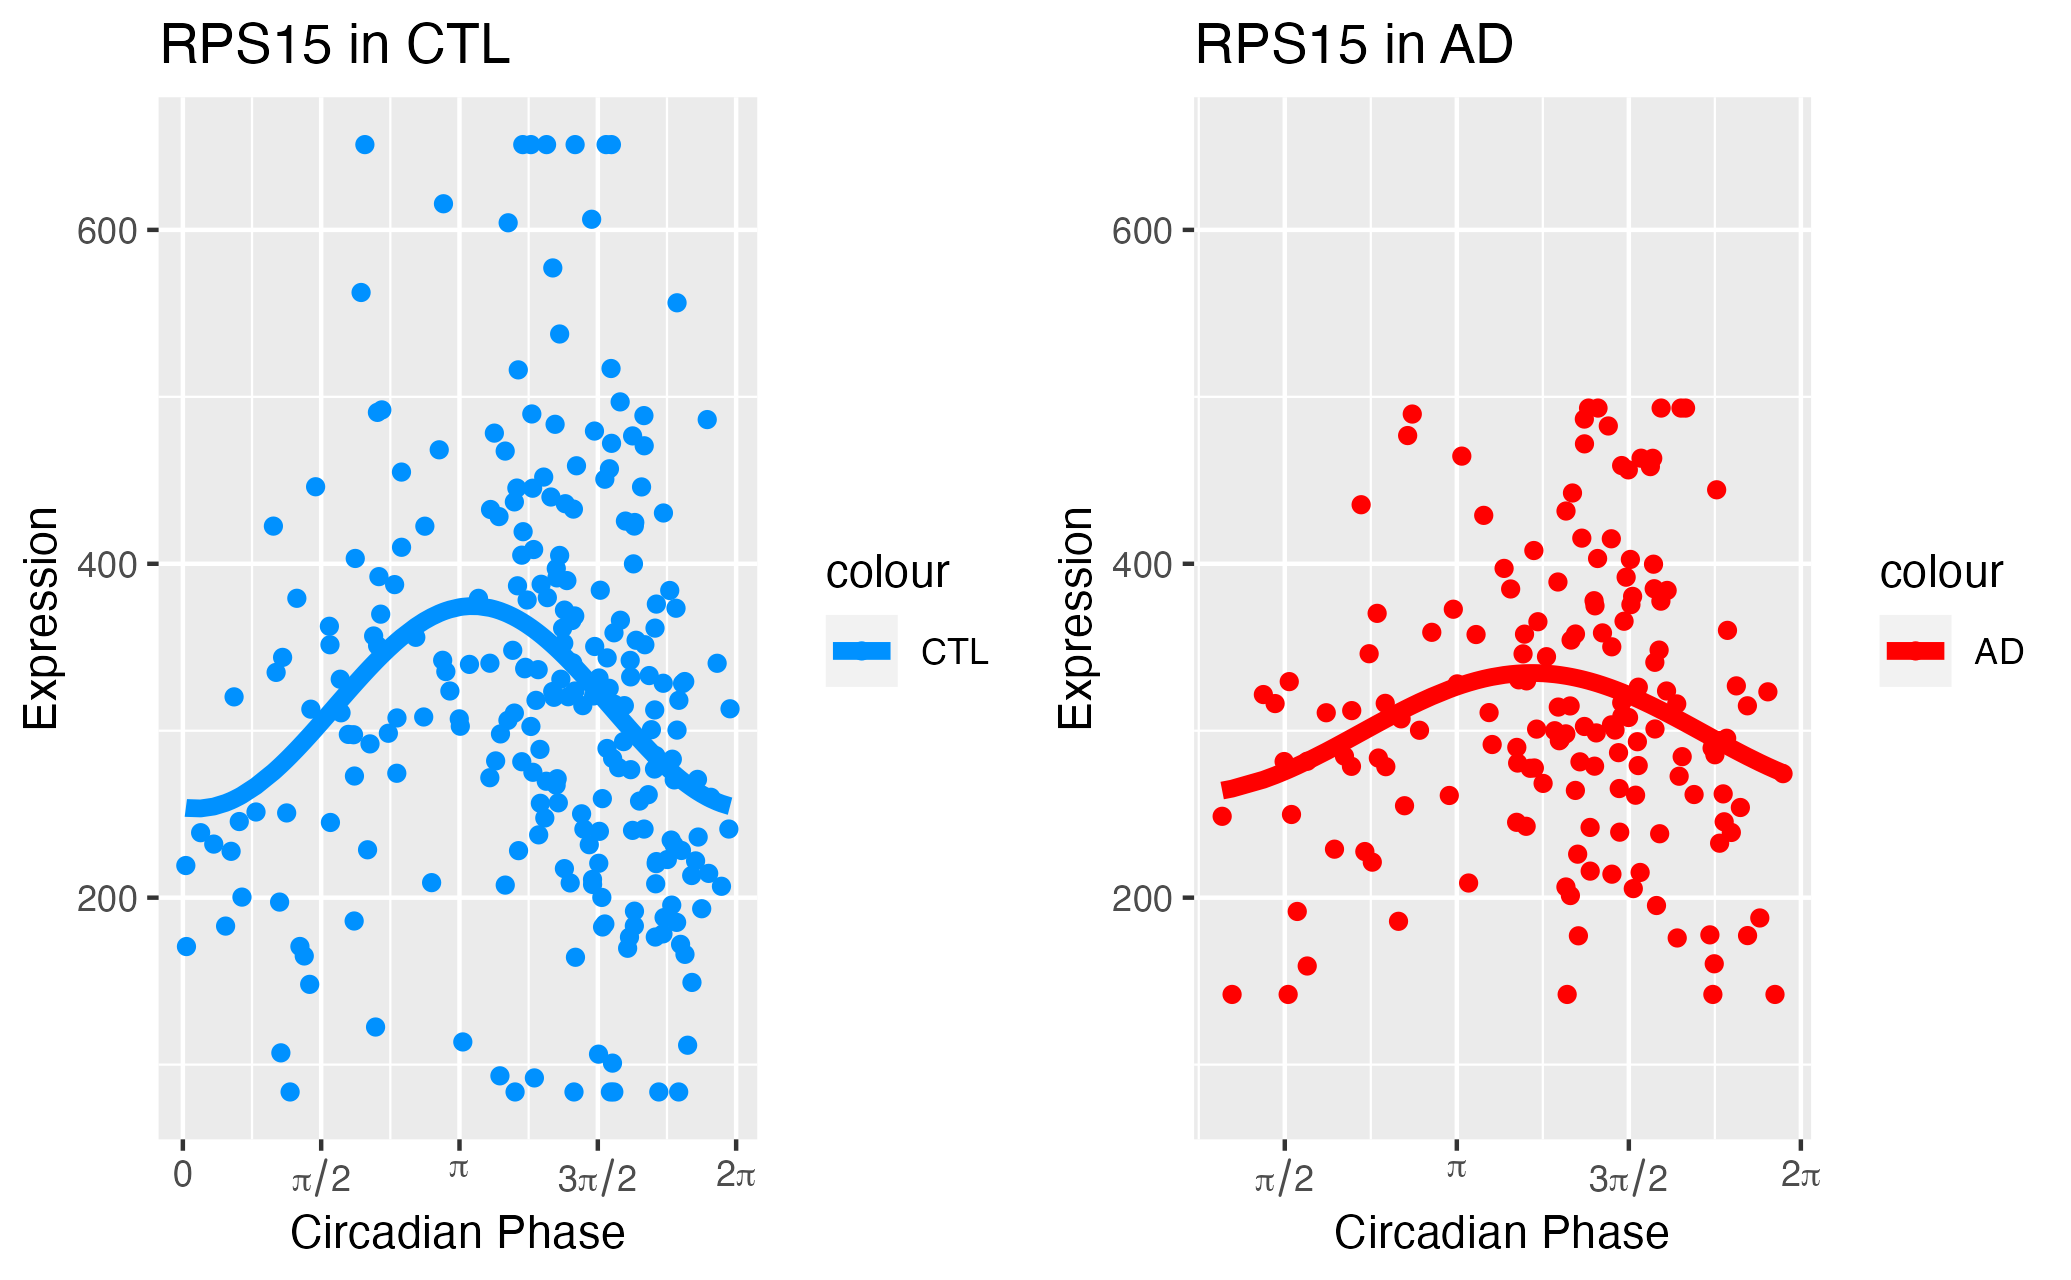 RPS15 in CTL
Expression
600
400
200
0
π/2
π
3π/2
2π
Circadian Phase
colour
CTL
RPS15 in AD
Expression
600
400
200
π/2
π
3π/2
2π
Circadian Phase
colour
AD